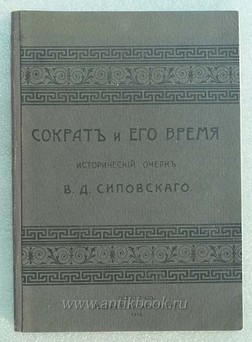 СОКРАТЪ и ЕГО ВРЕМЯ
ИСТОРИЧЕСКІЙ ОЧЕРКЪ
В. Д. СИПОВСКАГО.
www.antikbook.ru